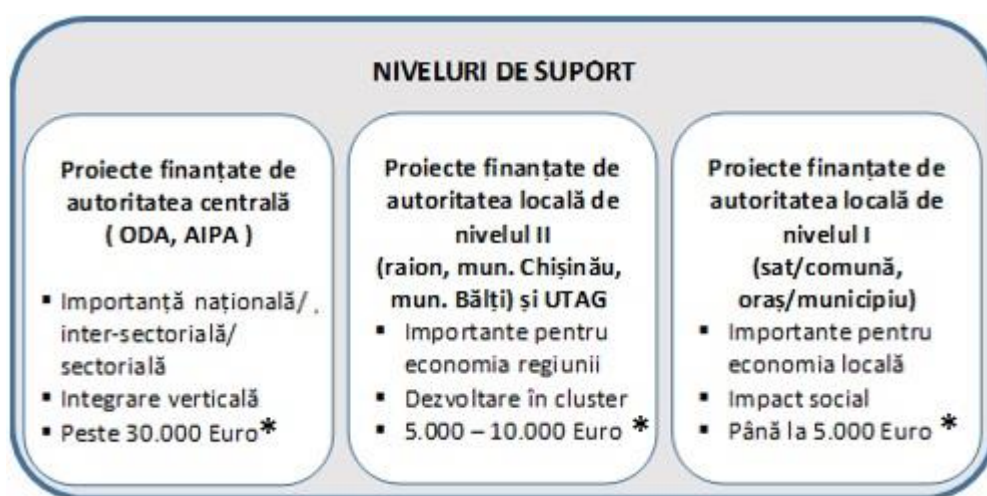 NIVELURI DE SUPORT
Proiecte finanțate de
autoritatea centrală
( ODA, AIPA )
▪ Importanță națională/ .
inter-sectorială/
sectorială
▪ Integrare verticală
▪ Peste 30.000 Euro*
Proiecte finanțate de
autoritatea locală de
nivelul II
(raion, mun. Chișinău,
mun. Bălți) și UTAG
▪ Importante pentru
economia regiunii
▪ Dezvoltare în cluster
▪ 5.000 – 10.000 Euro *
Proiecte finanțate de
autoritatea locală de
nivelul I
(sat/comună,
oraș/municipiu)
▪ Importante pentru
economia locală
▪ Impact social
▪ Până la 5.000 Euro *